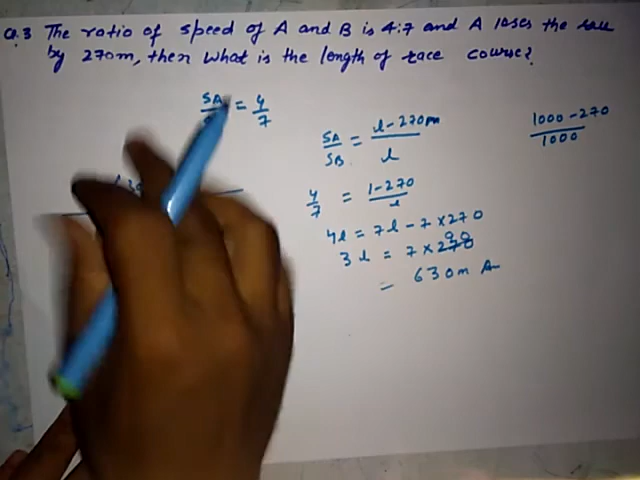 Q.3 The ratio of speed of A and B is 4:7 and A loses the race
by 270m, then what is the length of race course?
SA = 4
7
SA/SB = l-270m/l
4/7 = l-270/l
4l = 7l - 7×270
3l = 7×270 90
= 630m A
1000-270/1000